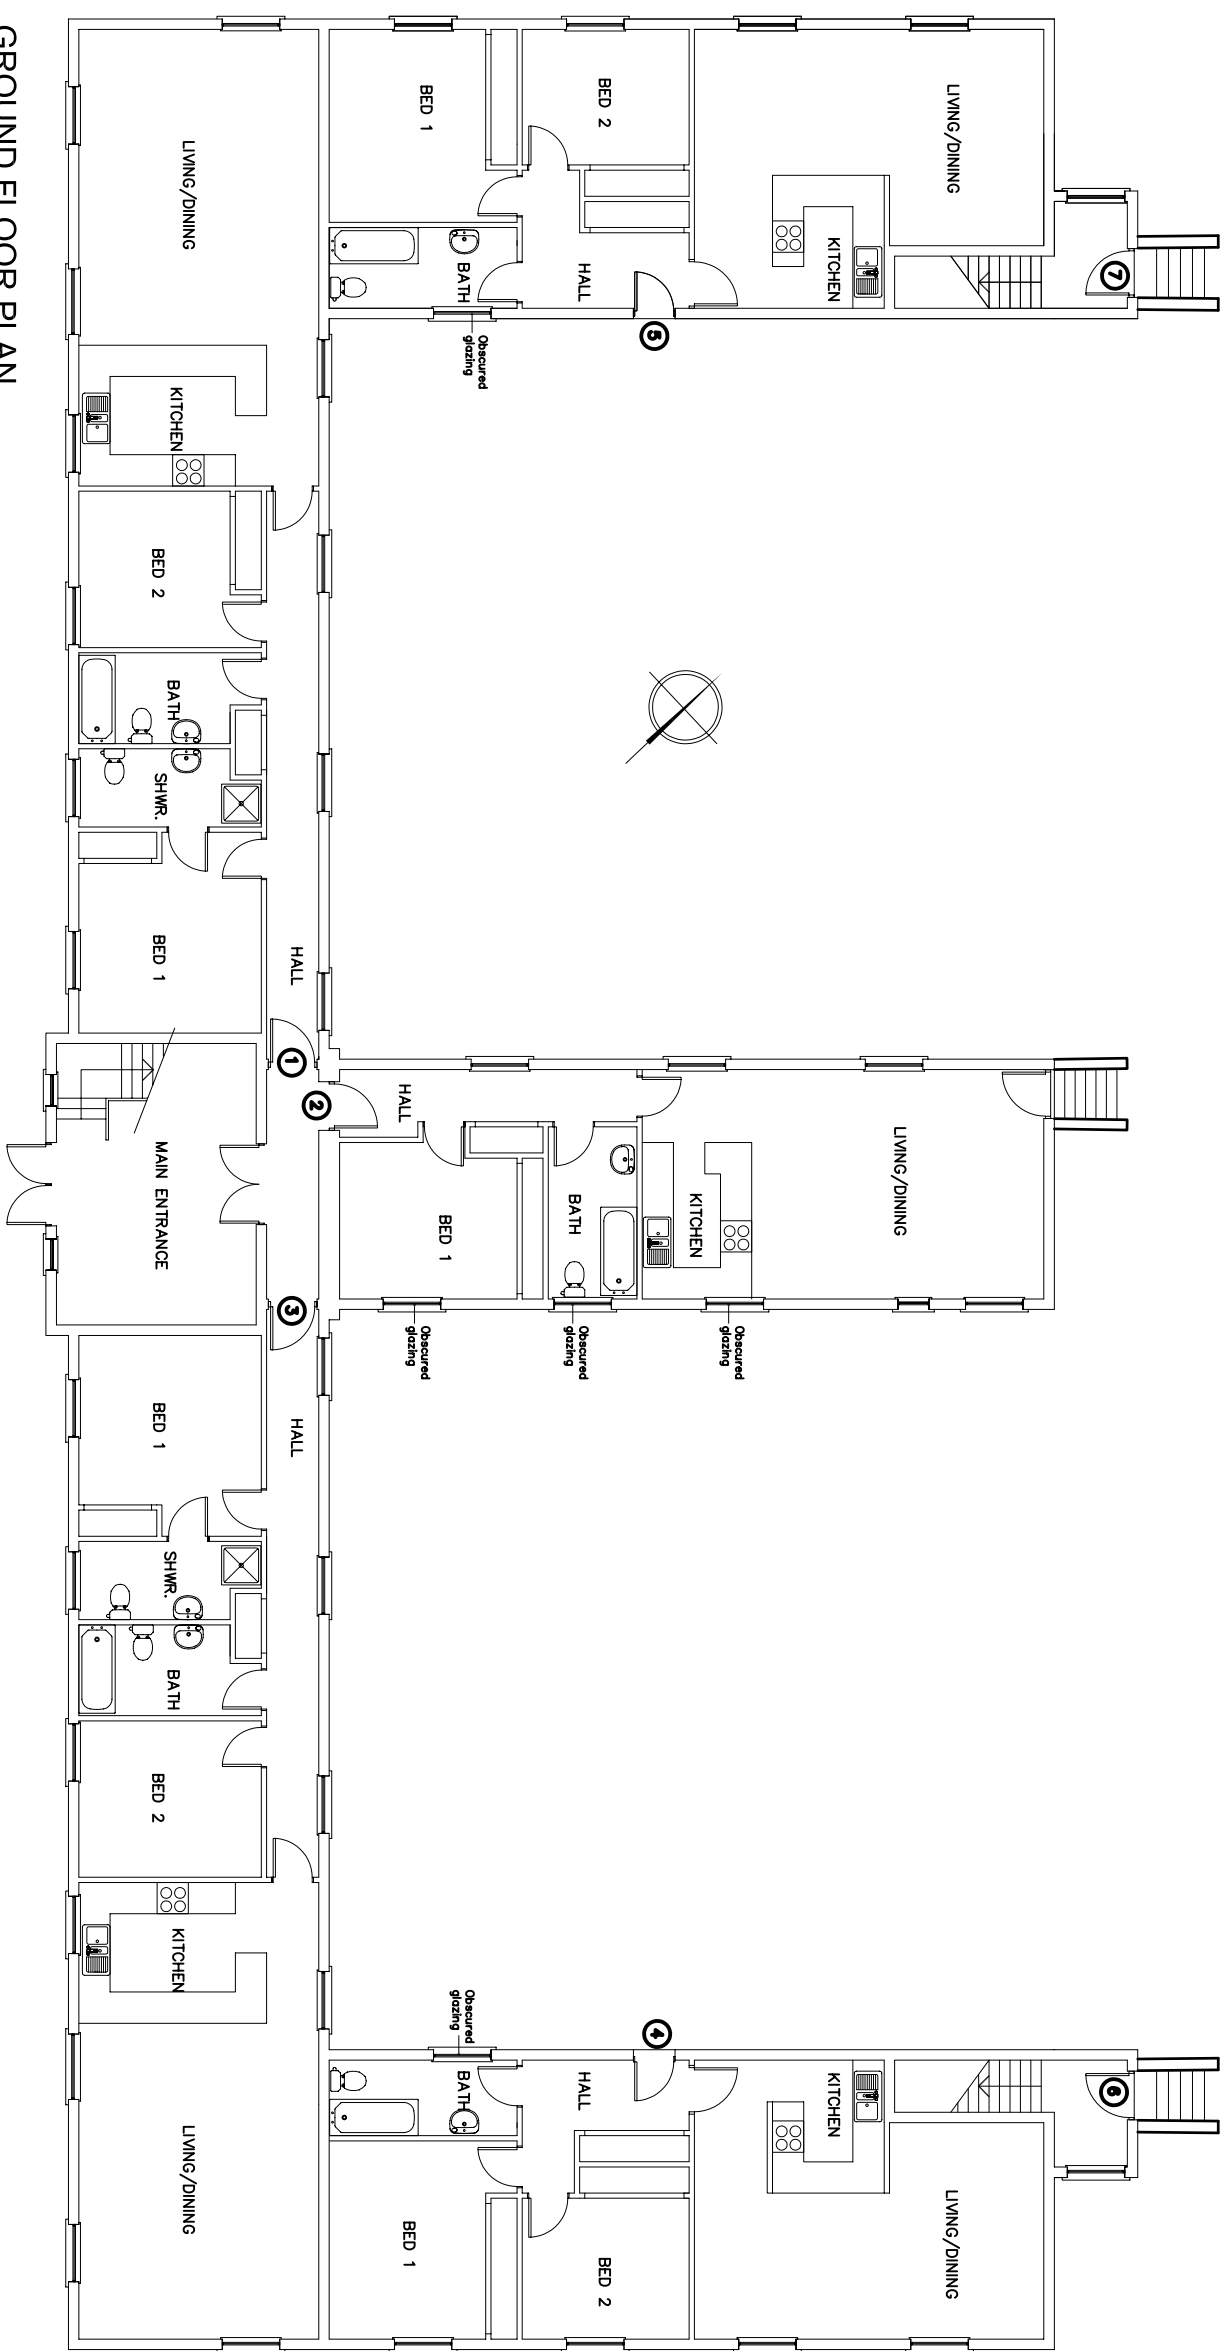 7
6
LIVING/DINING
LIVING/DINING
LIVING/DINING
KITCHEN
KITCHEN
Obscured
glazing
KITCHEN
5
4
BED 2
BED 2
HALL
BATH
Obscured
glazing
HALL
BATH
Obscured
glazing
Obscured
glazing
BATH
BED 1
BED 1
Obscured
glazing
BED 1
HALL
2
HALL
1
3
HALL
LIVING/DINING
KITCHEN
BED 2
BATH
SHWR.
BED 1
MAIN ENTRANCE
BED 1
SHWR.
BATH
BED 2
KITCHEN
LIVING/DINING
GROUND FLOOR PLAN